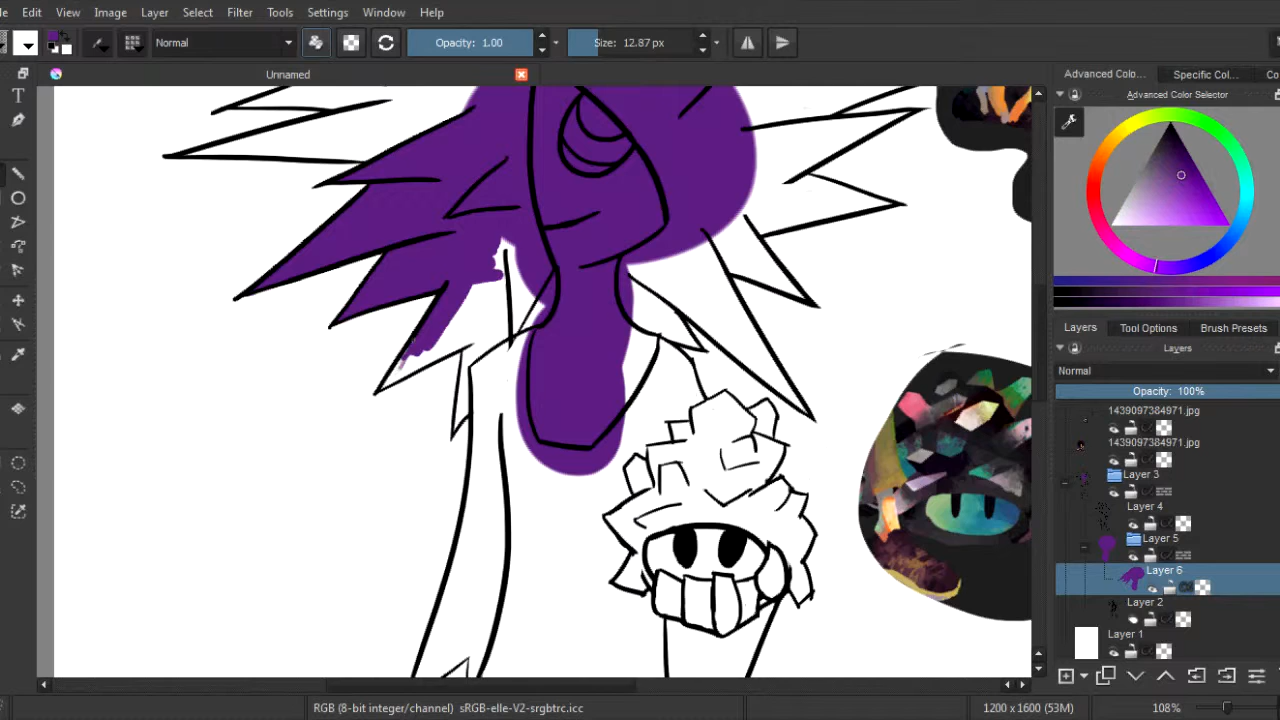 le Edit View Image Layer Select Filter Tools Settings Window Help
Normal Opacity: 1.00 Size: 12.87 px
Unnamed
Advanced Colo... Specific Col... Co
Advanced Color Selector
Layers Tool Options Brush Presets
Layers
Normal
Opacity: 100%
1439097384971.jpg
1439097384971.jpg
Layer 3
Layer 4
Layer 5
Layer 6
Layer 2
Layer 1
RGB (8-bit integer/channel) sRGB-elle-V2-srgbtrc.icc 1200 x 1600 (53M) 108%